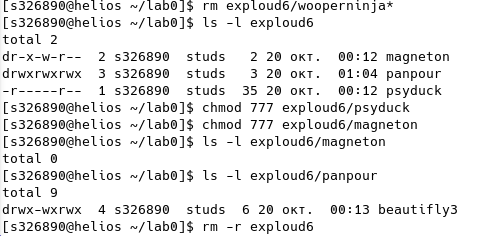 [s326890@helios ~/lab0]$ rm exploud6/wooperninja*
[s326890@helios ~/lab0]$ ls -l exploud6
total 2
dr-x-w-r--  2 s326890  studs   2 20 окт.  00:12 magneton
drwxrwxrwx  3 s326890  studs   3 20 окт.  01:04 panpour
-r-----r--  1 s326890  studs  35 20 окт.  00:12 psyduck
[s326890@helios ~/lab0]$ chmod 777 exploud6/psyduck
[s326890@helios ~/lab0]$ chmod 777 exploud6/magneton
[s326890@helios ~/lab0]$ ls -l exploud6/magneton
total 0
[s326890@helios ~/lab0]$ ls -l exploud6/panpour
total 9
drwx-wxrwx  4 s326890  studs  6 20 окт.  00:13 beautifly3
[s326890@helios ~/lab0]$ rm -r exploud6